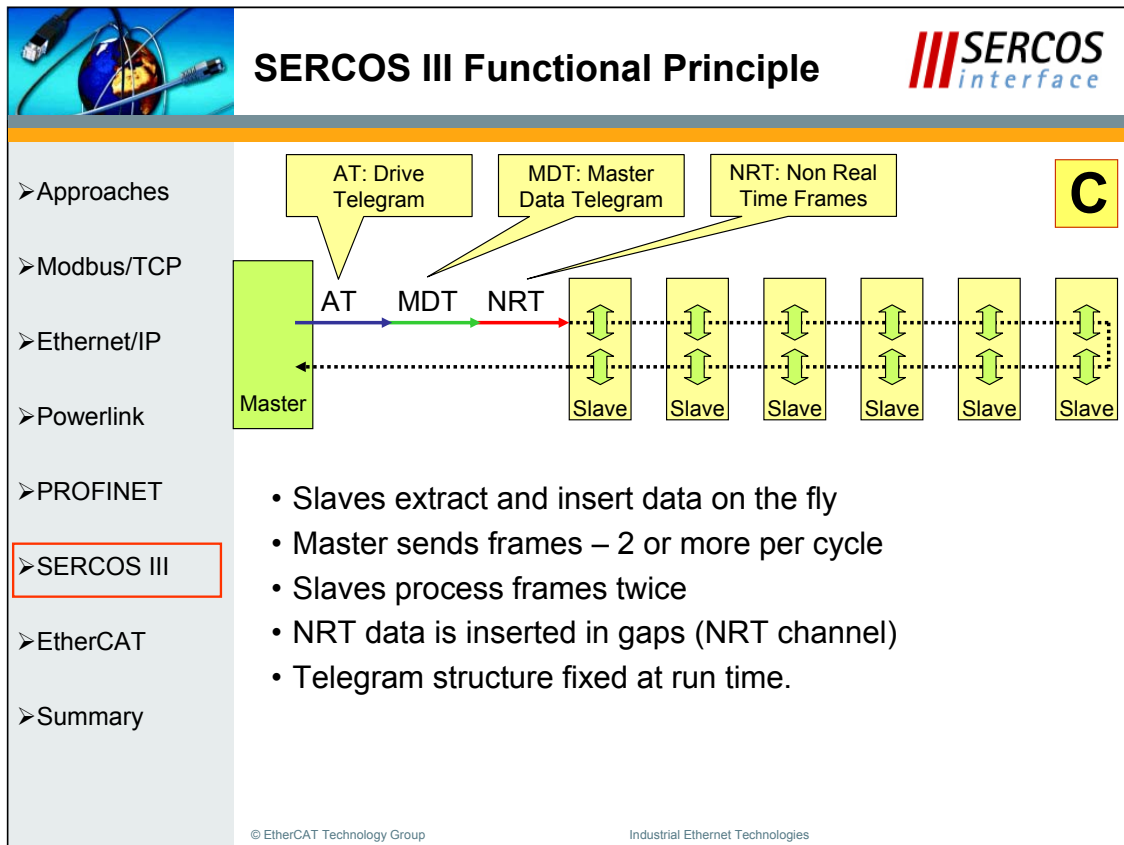 SERCOS III Functional Principle
SERCOS
interface
➢Approaches
➢Modbus/TCP
➢Ethernet/IP
➢Powerlink
➢PROFINET
➢SERCOS III
➢EtherCAT
➢Summary
AT: Drive
Telegram
MDT: Master
Data Telegram
NRT: Non Real
Time Frames
C
AT MDT NRT
Master
Slave Slave Slave Slave Slave Slave
• Slaves extract and insert data on the fly
• Master sends frames – 2 or more per cycle
• Slaves process frames twice
• NRT data is inserted in gaps (NRT channel)
• Telegram structure fixed at run time.
© EtherCAT Technology Group Industrial Ethernet Technologies